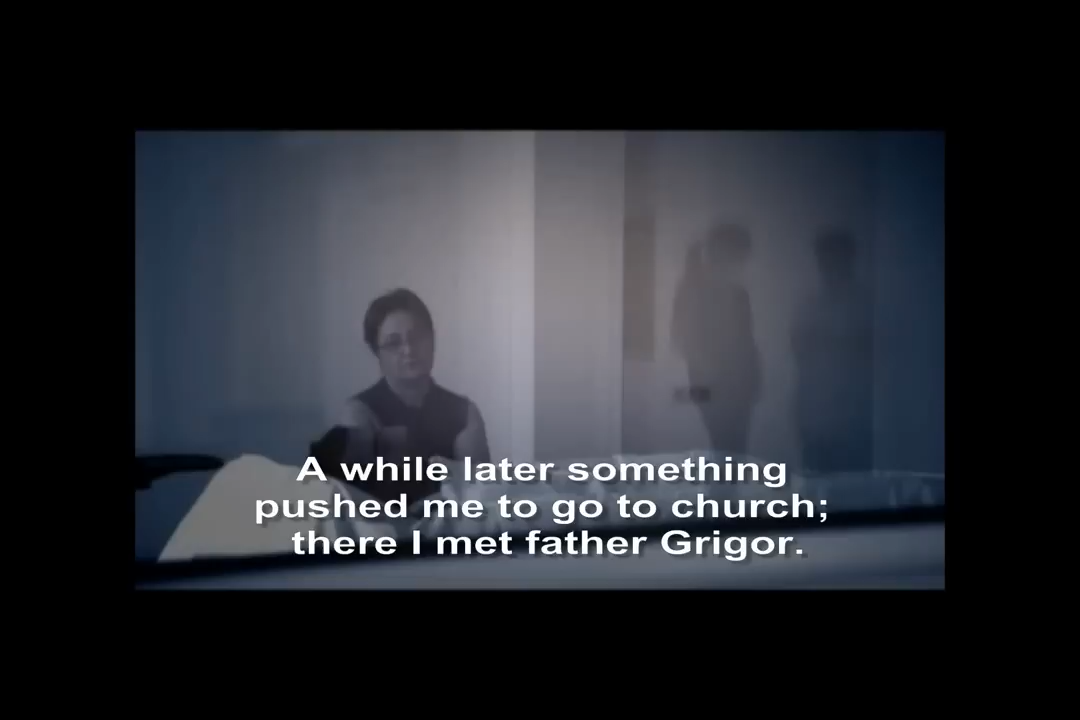 A while later something
pushed me to go to church;
there I met father Grigor.